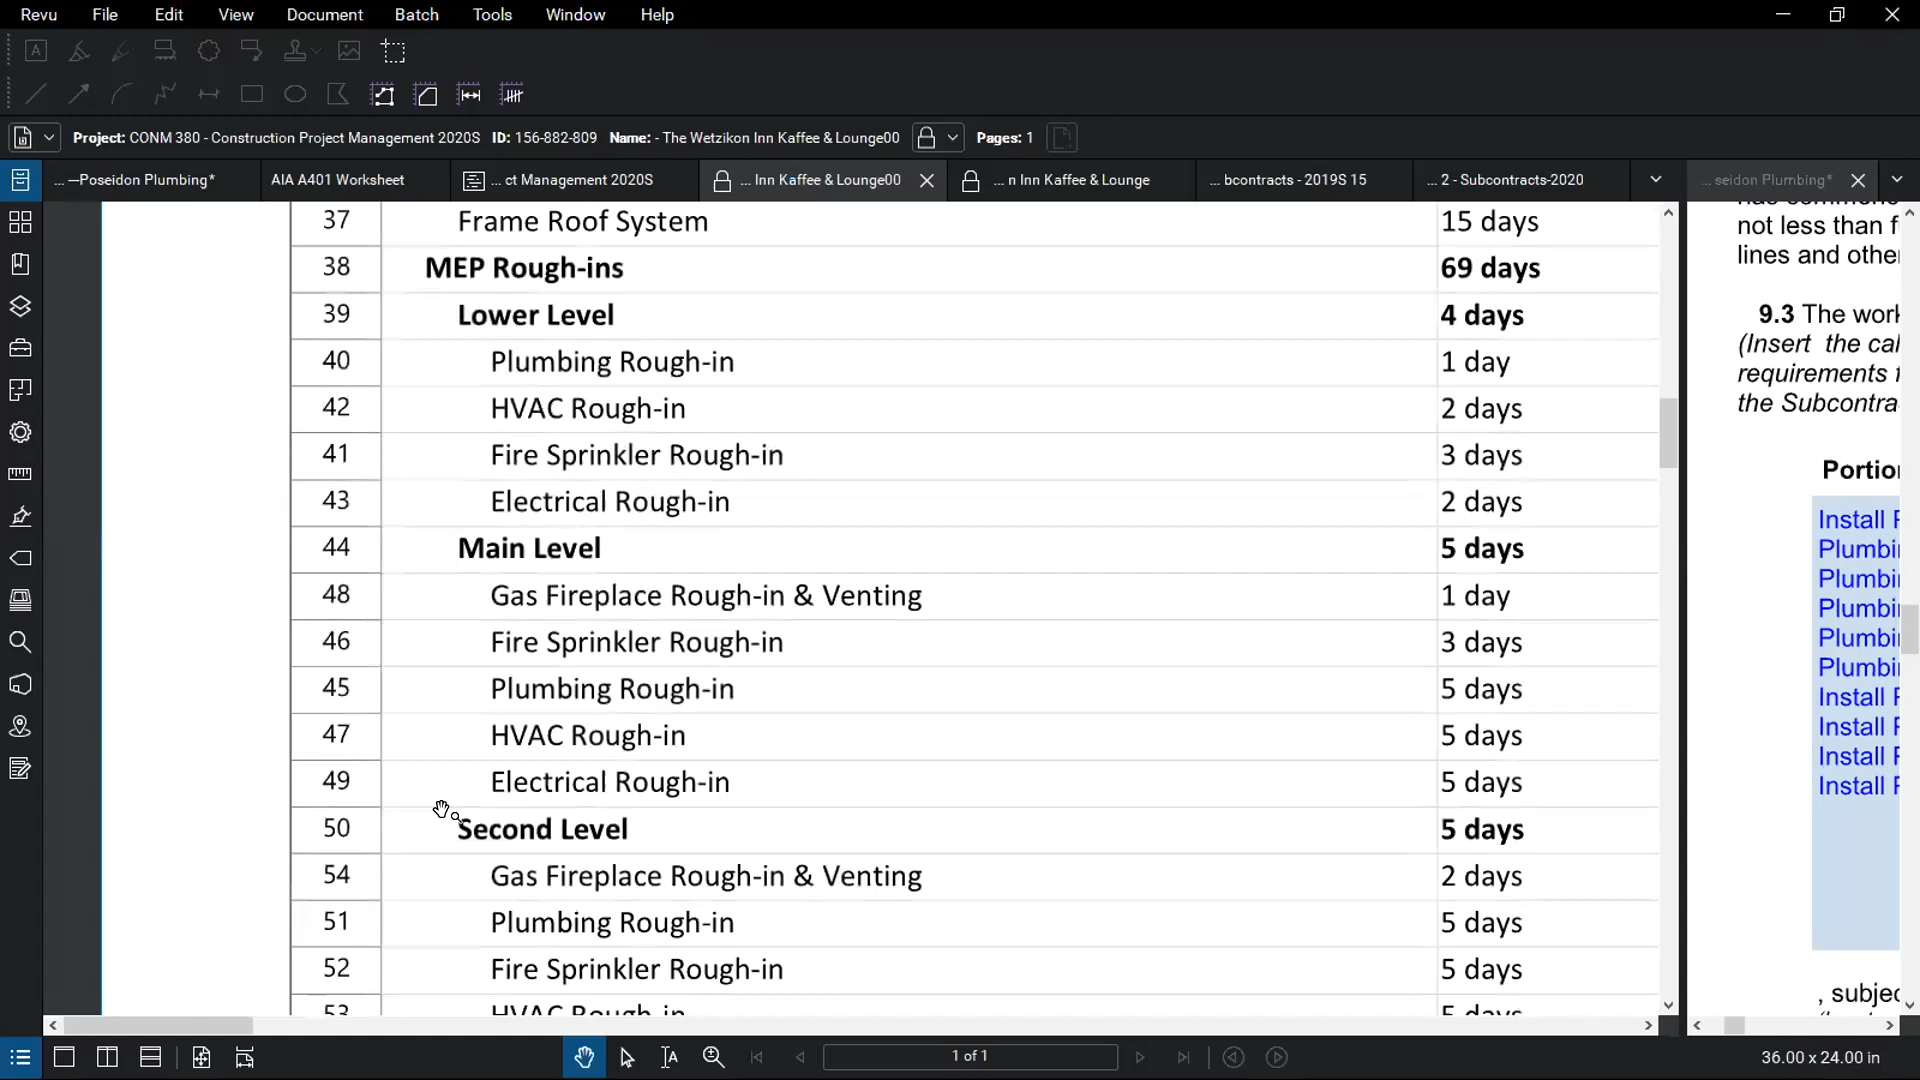 Revu File Edit View Document Batch Tools Window Help
Project: CONM 380 - Construction Project Management 2020S ID: 156-882-809 Name: - The Wetzikon Inn Kaffee & Lounge00 Pages: 1
... —Poseidon Plumbing* AIA A401 Worksheet ... ct Management 2020S ... Inn Kaffee & Lounge00 ... n Inn Kaffee & Lounge ... bcontracts - 2019S 15 ... 2 - Subcontracts-2020 ... seidon Plumbing*
37 Frame Roof System 15 days
38 MEP Rough-ins 69 days
39 Lower Level 4 days
40 Plumbing Rough-in 1 day
42 HVAC Rough-in 2 days
41 Fire Sprinkler Rough-in 3 days
43 Electrical Rough-in 2 days
44 Main Level 5 days
48 Gas Fireplace Rough-in & Venting 1 day
46 Fire Sprinkler Rough-in 3 days
45 Plumbing Rough-in 5 days
47 HVAC Rough-in 5 days
49 Electrical Rough-in 5 days
50 Second Level 5 days
54 Gas Fireplace Rough-in & Venting 2 days
51 Plumbing Rough-in 5 days
52 Fire Sprinkler Rough-in 5 days
53 HVAC Rough-in 5 days
not less than f
lines and other
9.3 The work
(Insert the cal
requirements f
the Subcontra
Portion
Install F
Plumbi
Plumbi
Plumbi
Plumbi
Plumbi
Install F
Install F
Install F
Install F
, subjec
1 of 1
36.00 x 24.00 in